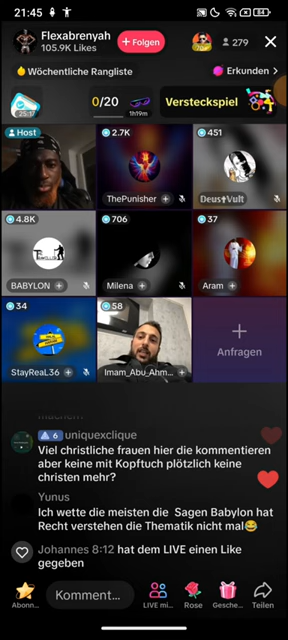 21:45
84
Flexabrenyah
105.9K Likes
+ Folgen
279
Wöchentliche Rangliste
Erkunden >
25:17
0/20
1h19m
Versteckspiel
Host
2.7K
451
ThePunisher
Deus✝Vult
4.8K
706
37
BABYLON
Milena
Aram
34
58
StayReaL36
Imam_Abu_Ahm...
Anfragen
6 uniquexclique
Viel christliche frauen hier die kommentieren
aber keine mit Kopftuch plötzlich keine
christen mehr?
Yunus
Ich wette die meisten die Sagen Babylon hat
Recht verstehen die Thematik nicht mal😂
Johannes 8:12 hat dem LIVE einen Like
gegeben
Abonn...
Komment...
LIVE mi...
Rose
Gesche...
Teilen